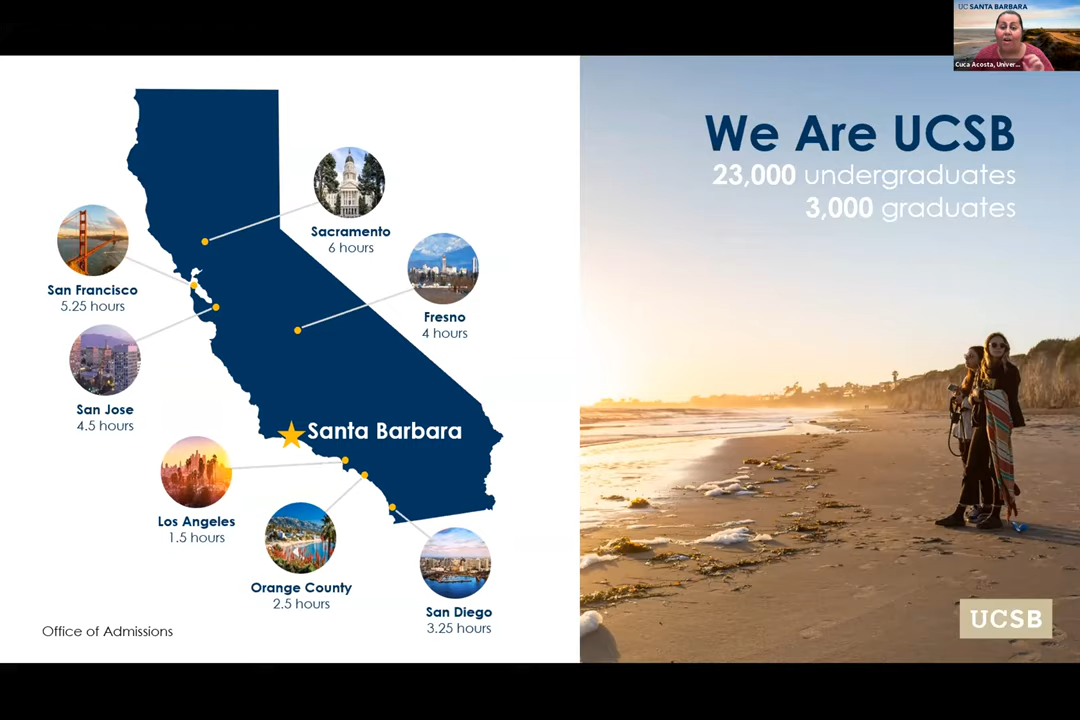 UC SANTA BARBARA
Cuca Acosta, Univer...
We Are UCSB
23,000 undergraduates
3,000 graduates
Sacramento
6 hours
San Francisco
5.25 hours
Fresno
4 hours
San Jose
4.5 hours
Santa Barbara
Los Angeles
1.5 hours
Orange County
2.5 hours
San Diego
3.25 hours
Office of Admissions
UCSB